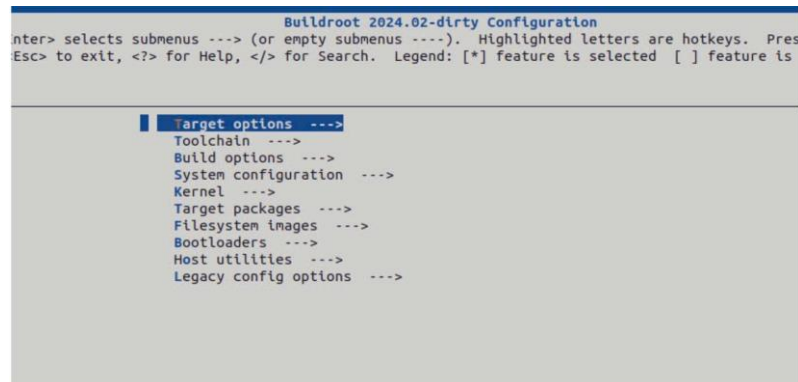 Buildroot 2024.02-dirty Configuration
nter> selects submenus ---> (or empty submenus ----). Highlighted letters are hotkeys. Pres
Esc> to exit, <?> for Help, </> for Search. Legend: [*] feature is selected [ ] feature is
Target options --->
Toolchain --->
Build options --->
System configuration --->
Kernel --->
Target packages --->
Filesystem images --->
Bootloaders --->
Host utilities --->
Legacy config options --->